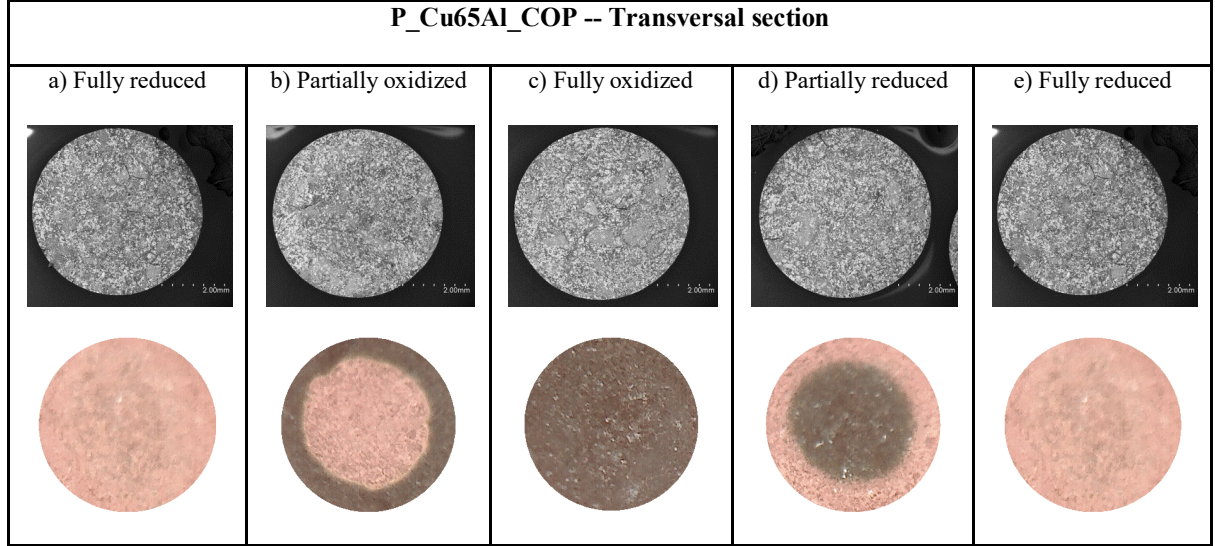 P_Cu65Al_COP -- Transversal section
a) Fully reduced
b) Partially oxidized
c) Fully oxidized
d) Partially reduced
e) Fully reduced
2.00mm
2.00mm
2.00mm
2.00mm
2.00mm